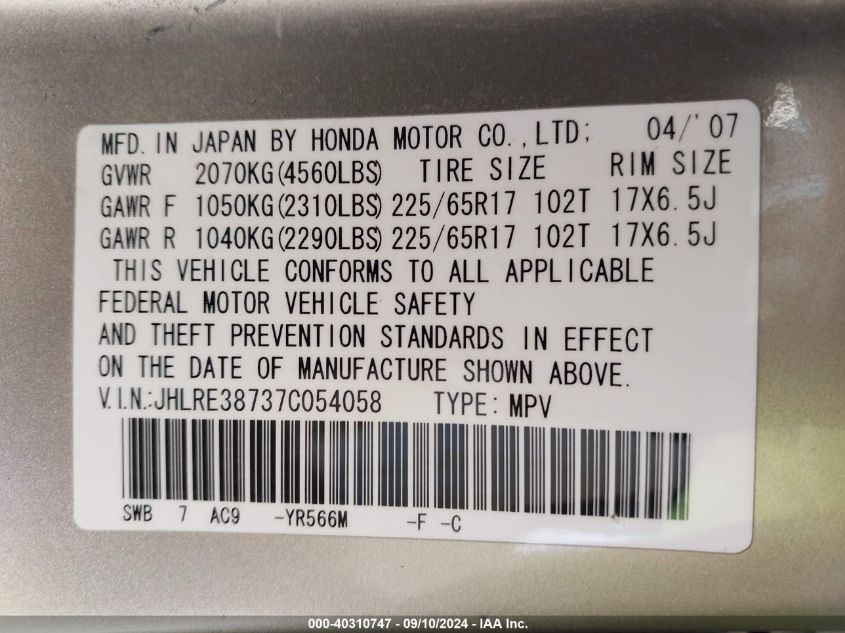 MFD. IN JAPAN BY HONDA MOTOR CO.,LTD; 04/'07
GVWR 2070KG(4560LBS) TIRE SIZE RIM SIZE
GAWR F 1050KG(2310LBS) 225/65R17 102T 17X6.5J
GAWR R 1040KG(2290LBS) 225/65R17 102T 17X6.5J
THIS VEHICLE CONFORMS TO ALL APPLICABLE
FEDERAL MOTOR VEHICLE SAFETY
AND THEFT PREVENTION STANDARDS IN EFFECT
ON THE DATE OF MANUFACTURE SHOWN ABOVE.
V.I.N.:JHLRE38737C054058 TYPE: MPV
SWB 7 AC9 -YR566M -F -C
000-40310747 - 09/10/2024 - IAA Inc.